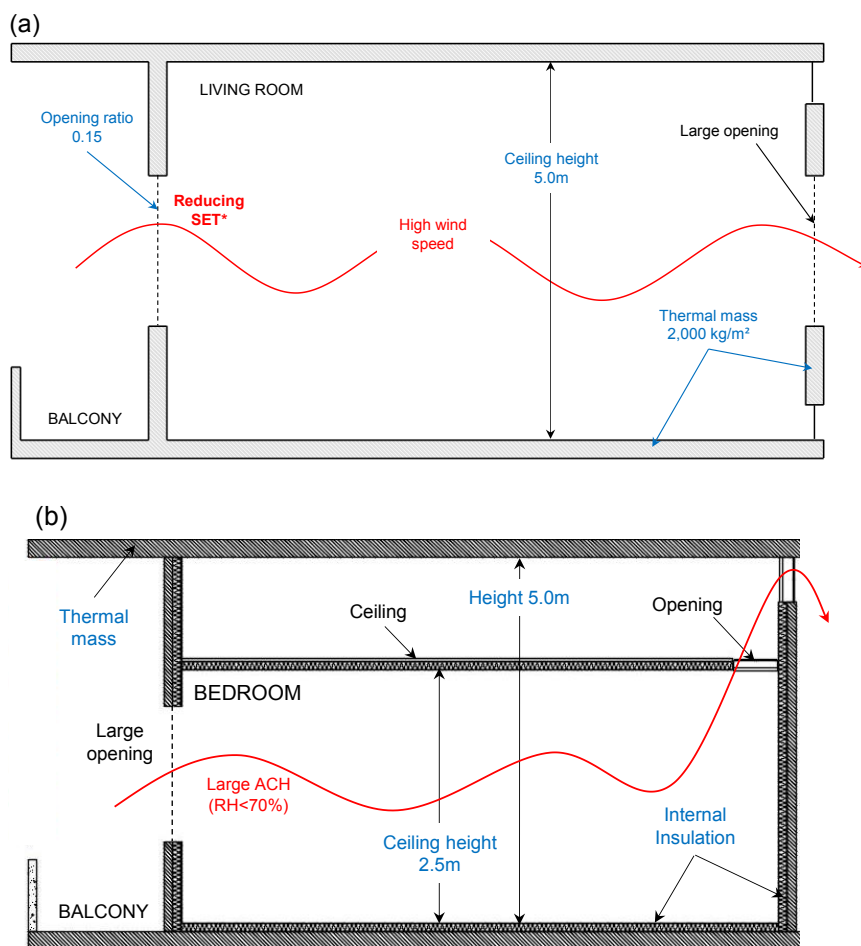 (a)
LIVING ROOM
Opening ratio
0.15
Large opening
Ceiling height
5.0m
Reducing
SET*
High wind
speed
Thermal mass
2,000 kg/m²
BALCONY
(b)
Thermal
mass
Ceiling
Height 5.0m
Opening
BEDROOM
Large
opening
Large ACH
(RH<70%)
Ceiling height
2.5m
Internal
Insulation
BALCONY